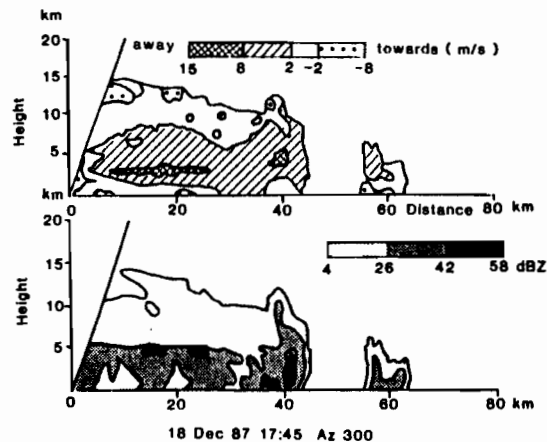 km
20
away
towards ( m/s )
15 8 2 -2 -8
15
10
Height
5
km
0 20 40 60 Distance 80 km
20
15
4 26 42 58 dBZ
Height
10
5
0 20 40 60 80 km
18 Dec 87 17:45 Az 300